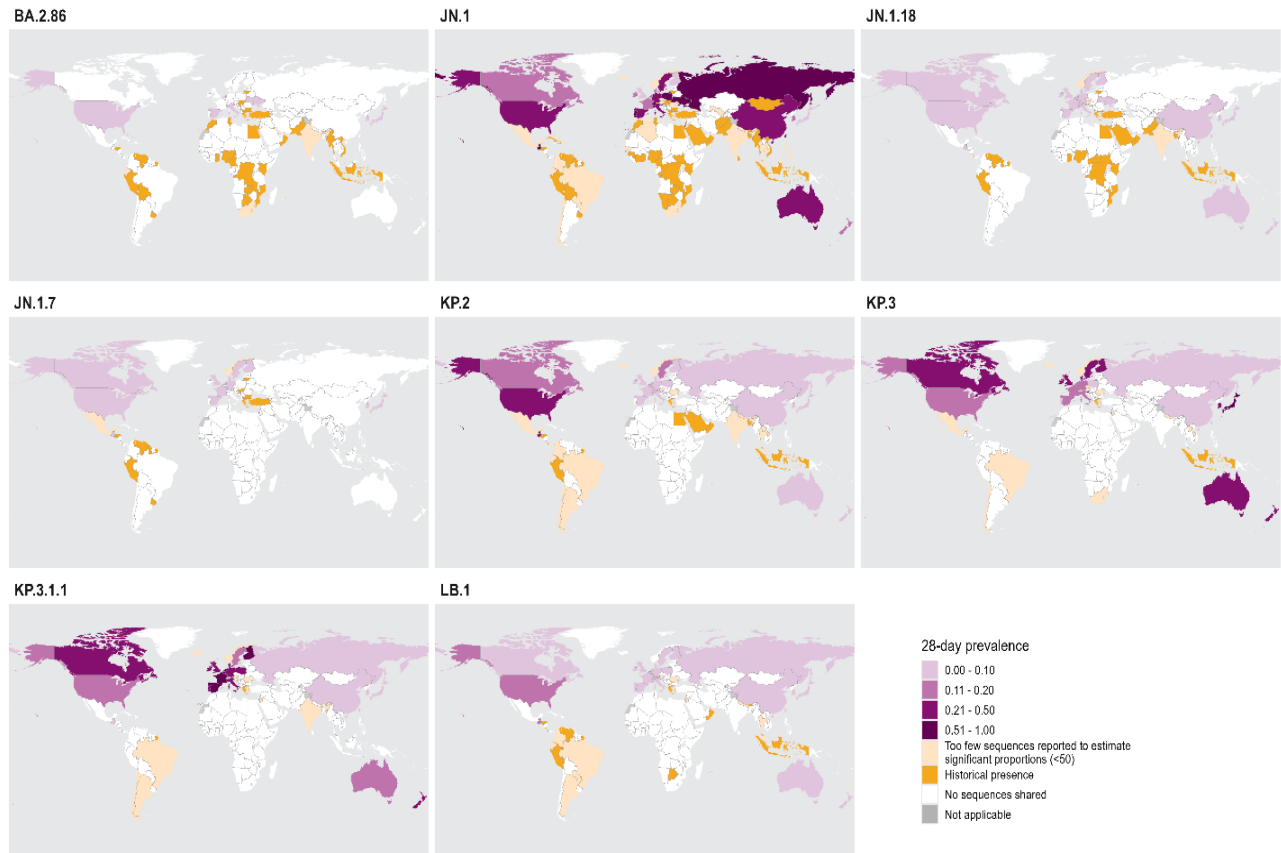 BA.2.86
JN.1
JN.1.18
JN.1.7
KP.2
KP.3
KP.3.1.1
LB.1
28-day prevalence
0.00 - 0.10
0.11 - 0.20
0.21 - 0.50
0.51 - 1.00
Too few sequences reported to estimate
significant proportions (<50)
Historical presence
No sequences shared
Not applicable